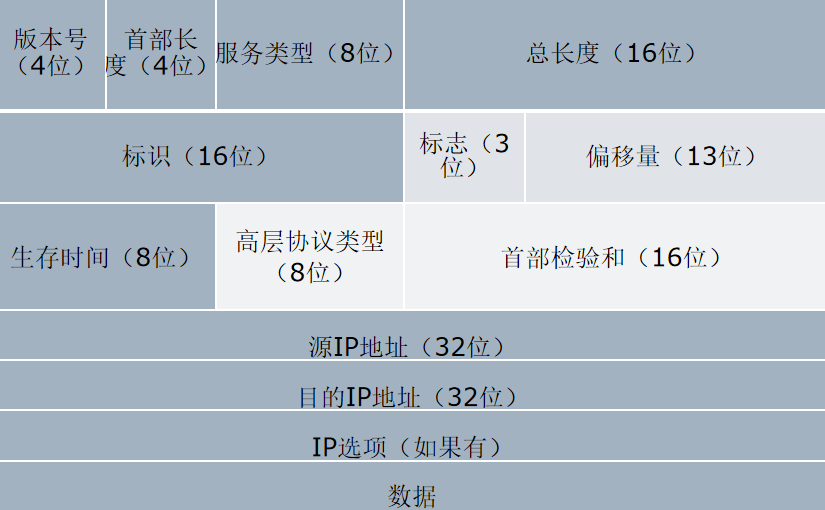 版本号
（4位）
首部长
度（4位）
服务类型（8位）
总长度（16位）
标识（16位）
标志（3
位）
偏移量（13位）
生存时间（8位）
高层协议类型
（8位）
首部检验和（16位）
源IP地址（32位）
目的IP地址（32位）
IP选项（如果有）
数据